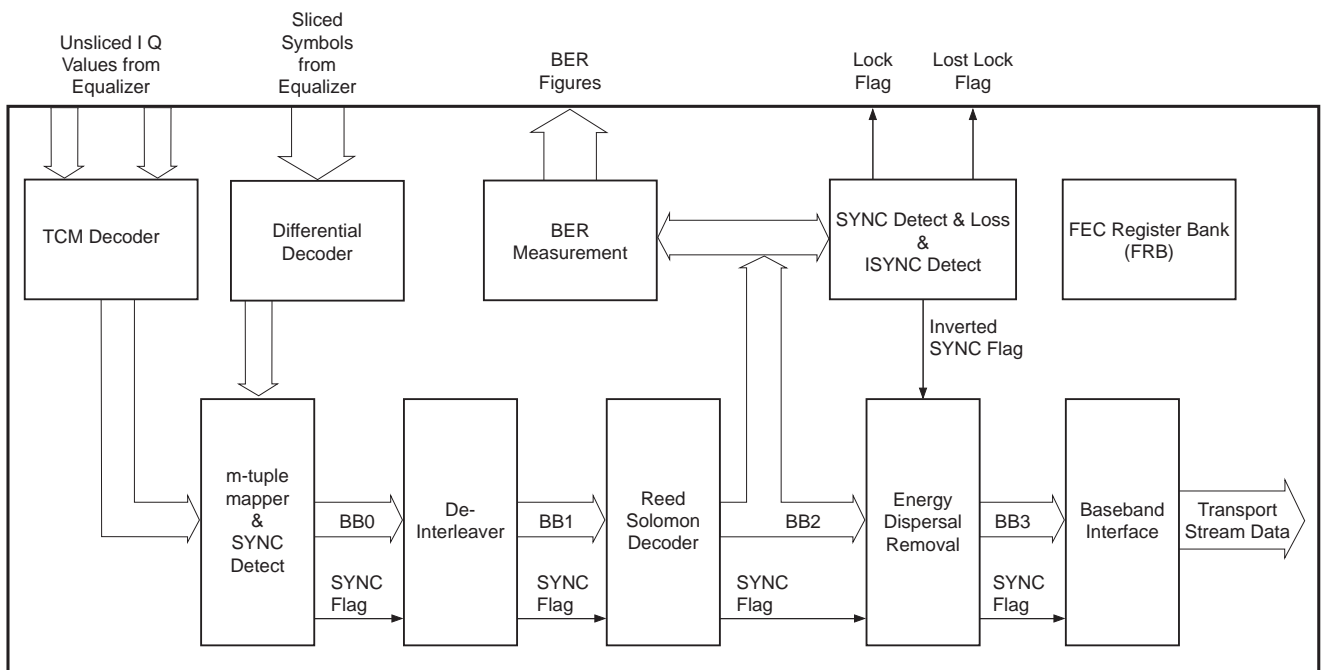 Unsliced I Q
Values from
Equalizer
Sliced
Symbols
from
Equalizer
BER
Figures
Lock
Flag
Lost Lock
Flag
TCM Decoder
Differential
Decoder
BER
Measurement
SYNC Detect & Loss
&
ISYNC Detect
FEC Register Bank
(FRB)
Inverted
SYNC Flag
m-tuple
mapper
&
SYNC
Detect
BB0
De-
Interleaver
BB1
Reed
Solomon
Decoder
BB2
Energy
Dispersal
Removal
BB3
Baseband
Interface
Transport
Stream Data
SYNC
Flag
SYNC
Flag
SYNC
Flag
SYNC
Flag